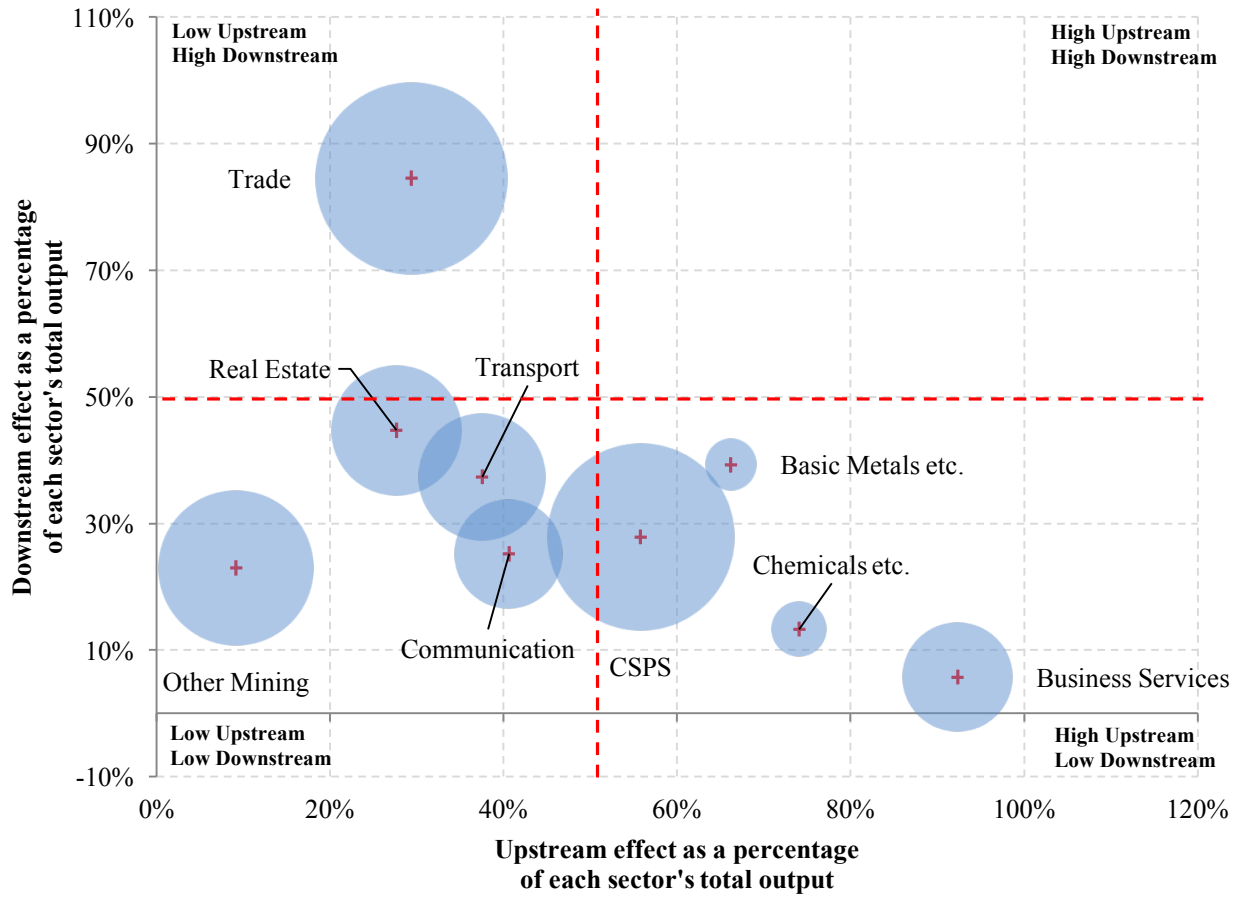 110%
Low Upstream
High Downstream
High Upstream
High Downstream
90%
Trade
70%
Real Estate
Transport
50%
Basic Metals etc.
30%
Chemicals etc.
Communication
10%
CSPS
Other Mining
Business Services
Low Upstream
Low Downstream
High Upstream
Low Downstream
-10%
0%
20%
40%
60%
80%
100%
120%
Upstream effect as a percentage
of each sector's total output
Downstream effect as a percentage
of each sector's total output